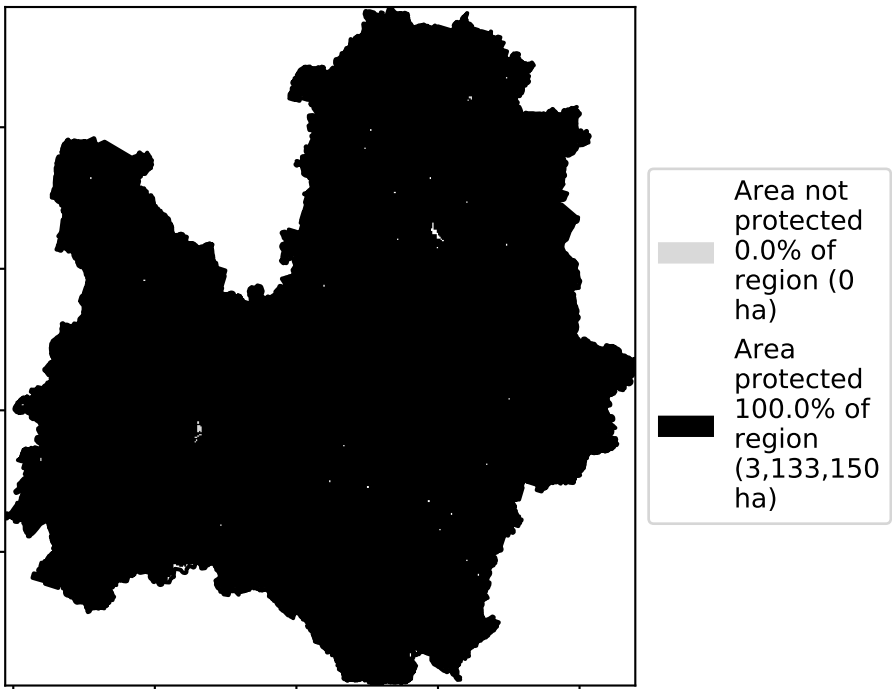 Area not
protected
0.0% of
region (0
ha)
Area
protected
100.0% of
region
(3,133,150
ha)